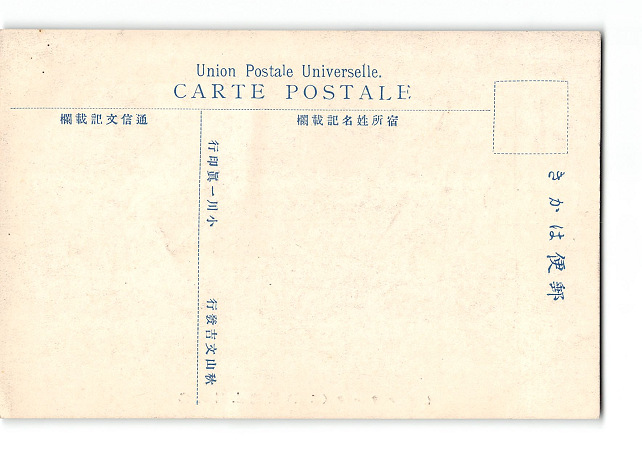 Union Postale Universelle.
CARTE POSTALE
通信文記載欄
宿所姓名記載欄
小川一眞印行
秋山文吉發行
郵便はかき